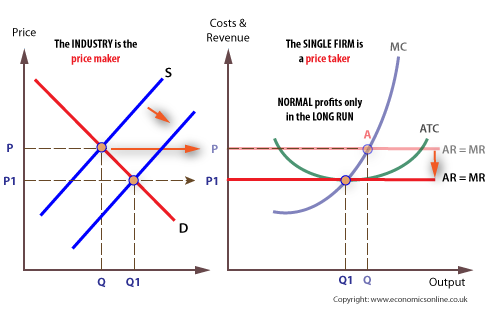 Price
The INDUSTRY is the
price maker
S
P
P1
D
Q
Q1
Costs &
Revenue
The SINGLE FIRM is
a price taker
MC
NORMAL profits only
in the LONG RUN
A
ATC
P
AR = MR
P1
AR = MR
Q1
Q
Output
Copyright: www.economicsonline.co.uk